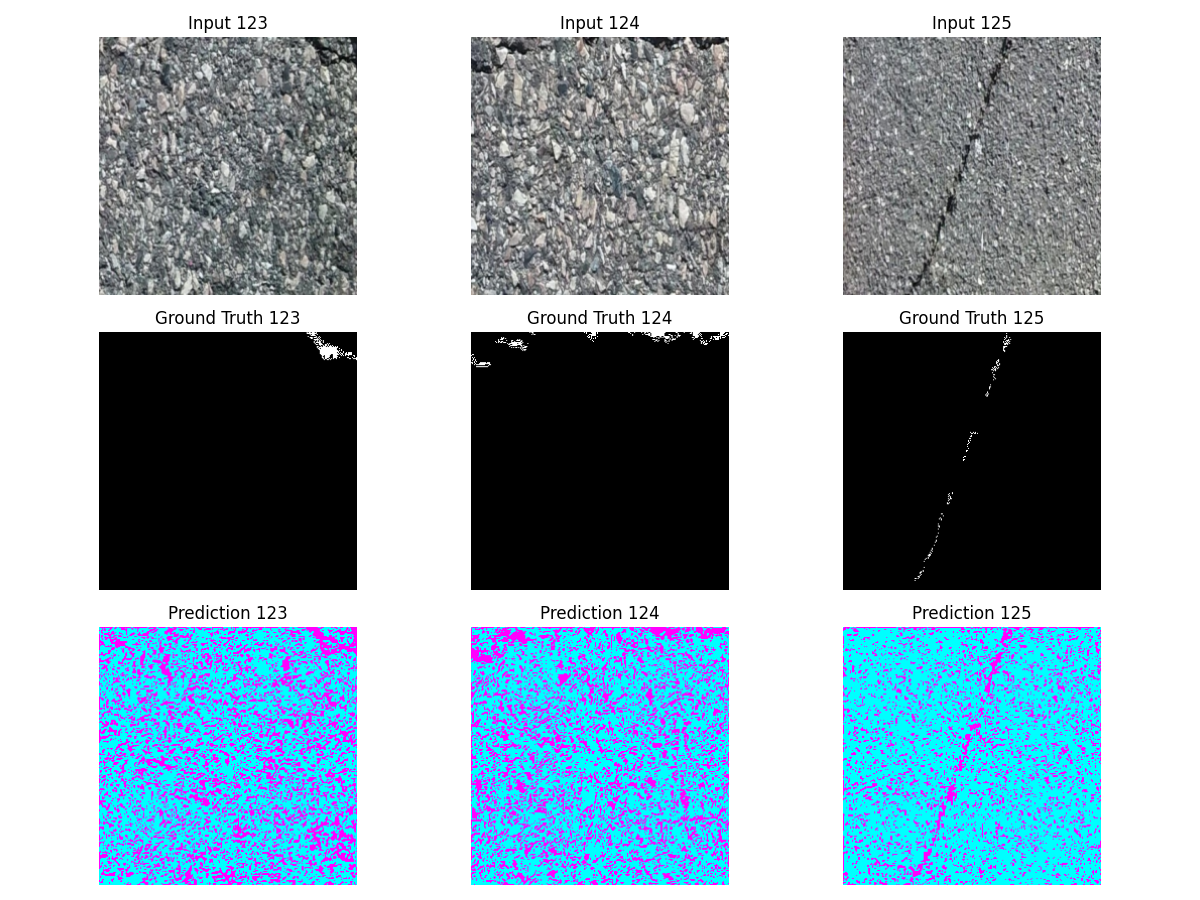 Input 123
Input 124
Input 125
Ground Truth 123
Ground Truth 124
Ground Truth 125
Prediction 123
Prediction 124
Prediction 125